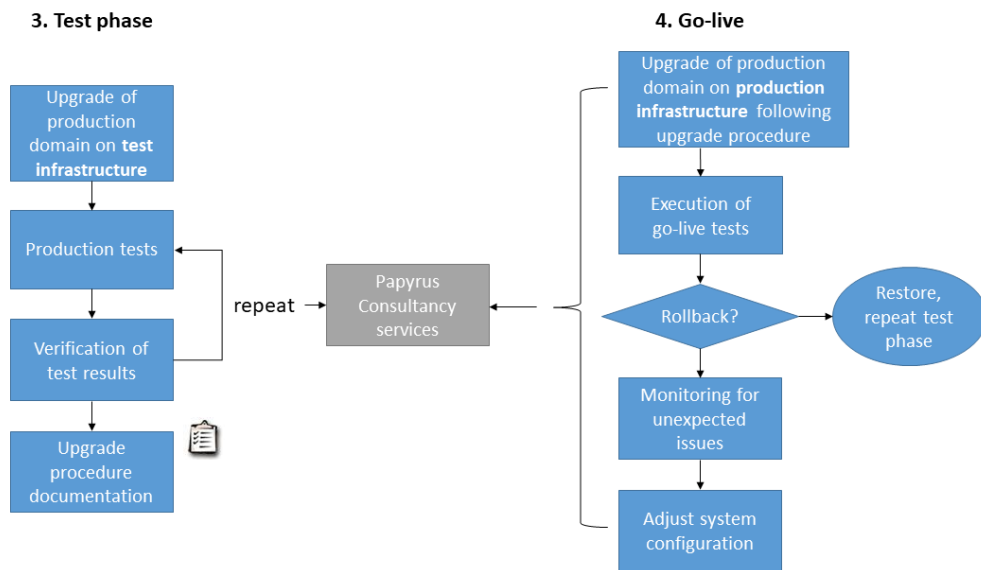 3. Test phase
Upgrade of
production
domain on test
infrastructure
Production tests
Verification of
test results
Upgrade
procedure
documentation
repeat
Papyrus
Consultancy
services
4. Go-live
Upgrade of production
domain on production
infrastructure following
upgrade procedure
Execution of
go-live tests
Rollback?
Restore,
repeat test
phase
Monitoring for
unexpected
issues
Adjust system
configuration